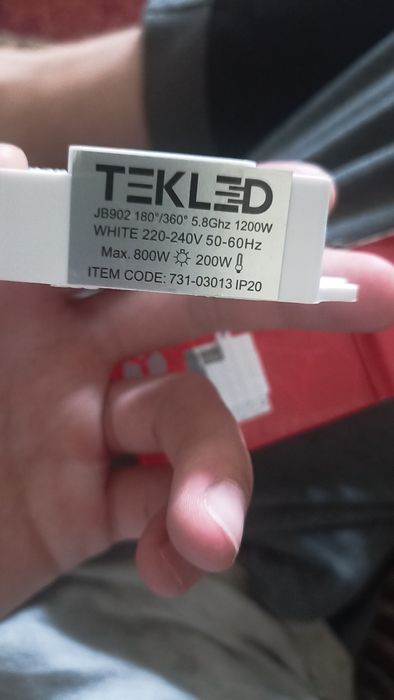 TEKLED
JB902 180°/360° 5.8Ghz 1200W
WHITE 220-240V 50-60Hz
Max. 800W 200W
ITEM CODE: 731-03013 IP20